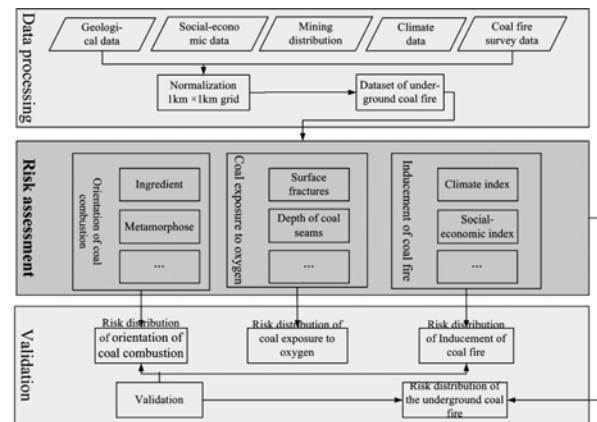 Data processing
Geologi-
cal data
Social-econo
mic data
Mining
distribution
Climate
data
Coal fire
survey data
Normalization
1km ×1km grid
Dataset of under-
ground coal fire
Risk assessment
Orientation of coal
combustion
Ingredient
Metamorphose
...
Coal exposure to oxygen
Surface
fractures
Depth of coal
seams
...
Inducement of coal fire
Climate index
Social-
economic index
...
Validation
Risk distribution
of orientation of
coal combustion
Risk distribution of
coal exposure to
oxygen
Risk distribution
of Inducement of
coal fire
Validation
Risk distribution of
the underground coal
fire